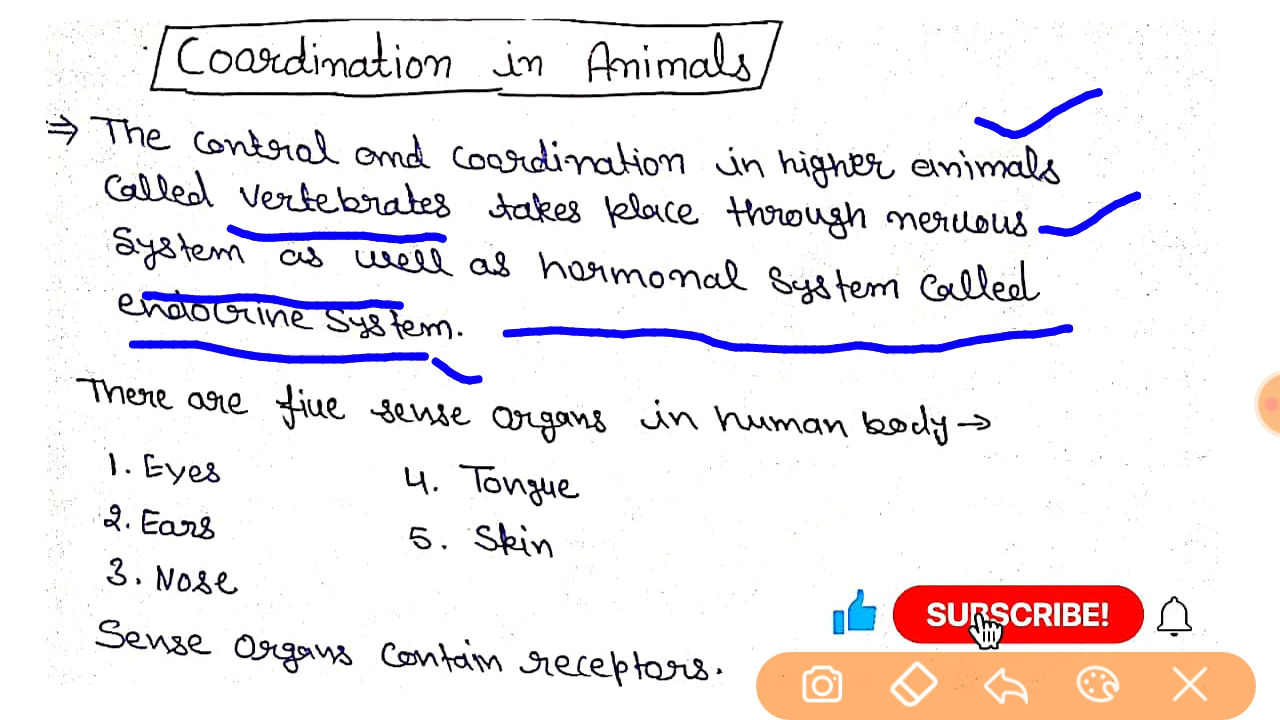 Coordination in Animals
⇒ The control and coordination in higher animals
called vertebrates takes place through nervous
System as well as hormonal system called
endocrine system.
There are five sense organs in human body →
1. Eyes
2. Ears
3. Nose
4. Tongue
5. Skin
Sense organs contain receptors.
SUBSCRIBE!